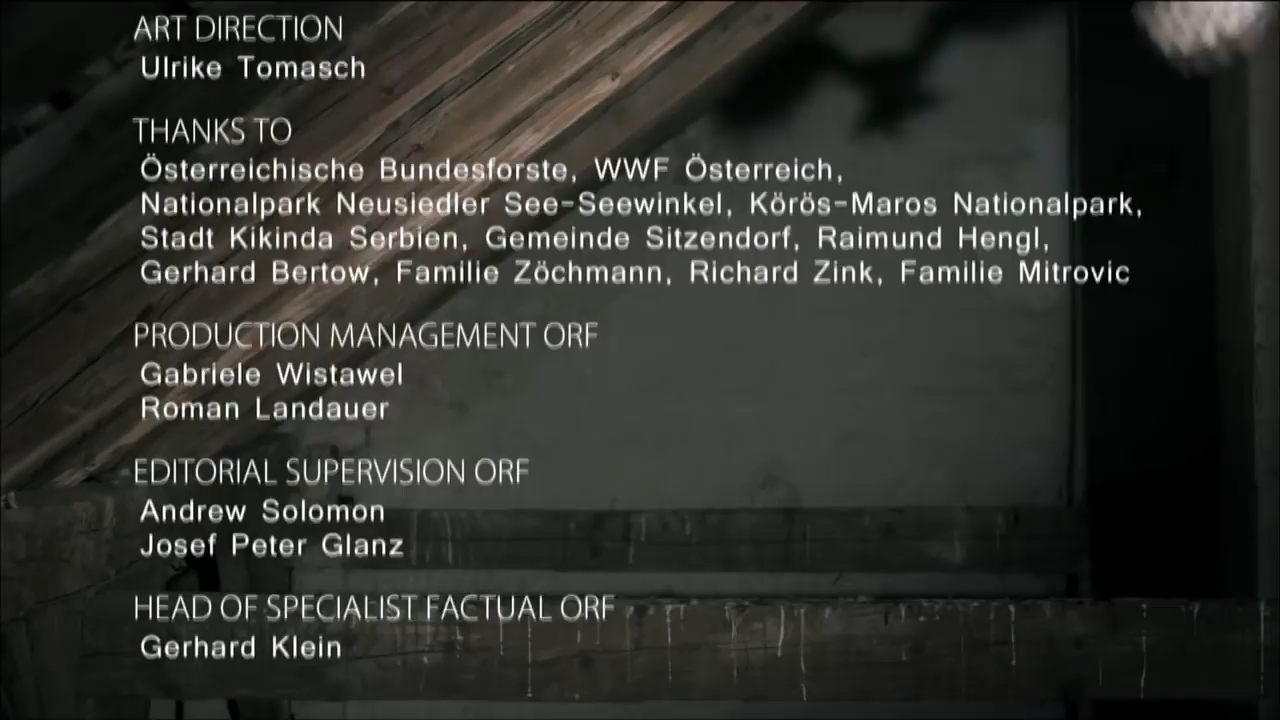 ART DIRECTION
Ulrike Tomasch
THANKS TO
Österreichische Bundesforste, WWF Österreich,
Nationalpark Neusiedler See-Seewinkel, Körös-Maros Nationalpark,
Stadt Kikinda Serbien, Gemeinde Sitzendorf, Raimund Hengl,
Gerhard Bertow, Familie Zöchmann, Richard Zink, Familie Mitrovic
PRODUCTION MANAGEMENT ORF
Gabriele Wistawel
Roman Landauer
EDITORIAL SUPERVISION ORF
Andrew Solomon
Josef Peter Glanz
HEAD OF SPECIALIST FACTUAL ORF
Gerhard Klein